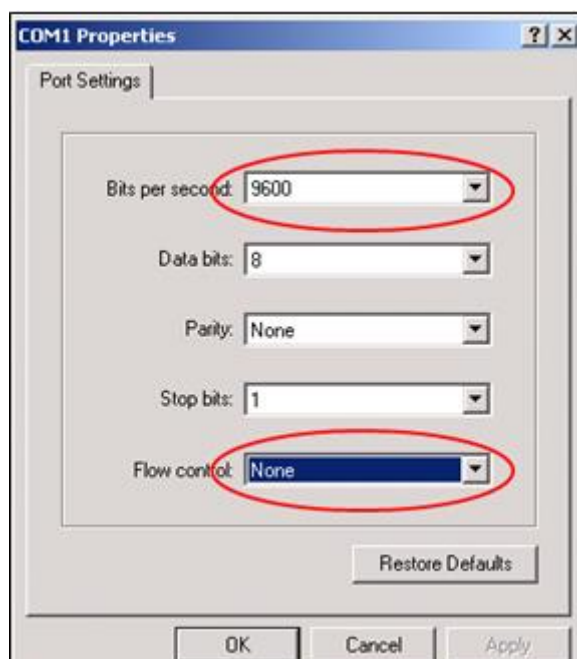 COM1 Properties
Port Settings
Bits per second: 9600
Data bits: 8
Parity: None
Stop bits: 1
Flow control: None
Restore Defaults
OK Cancel Apply